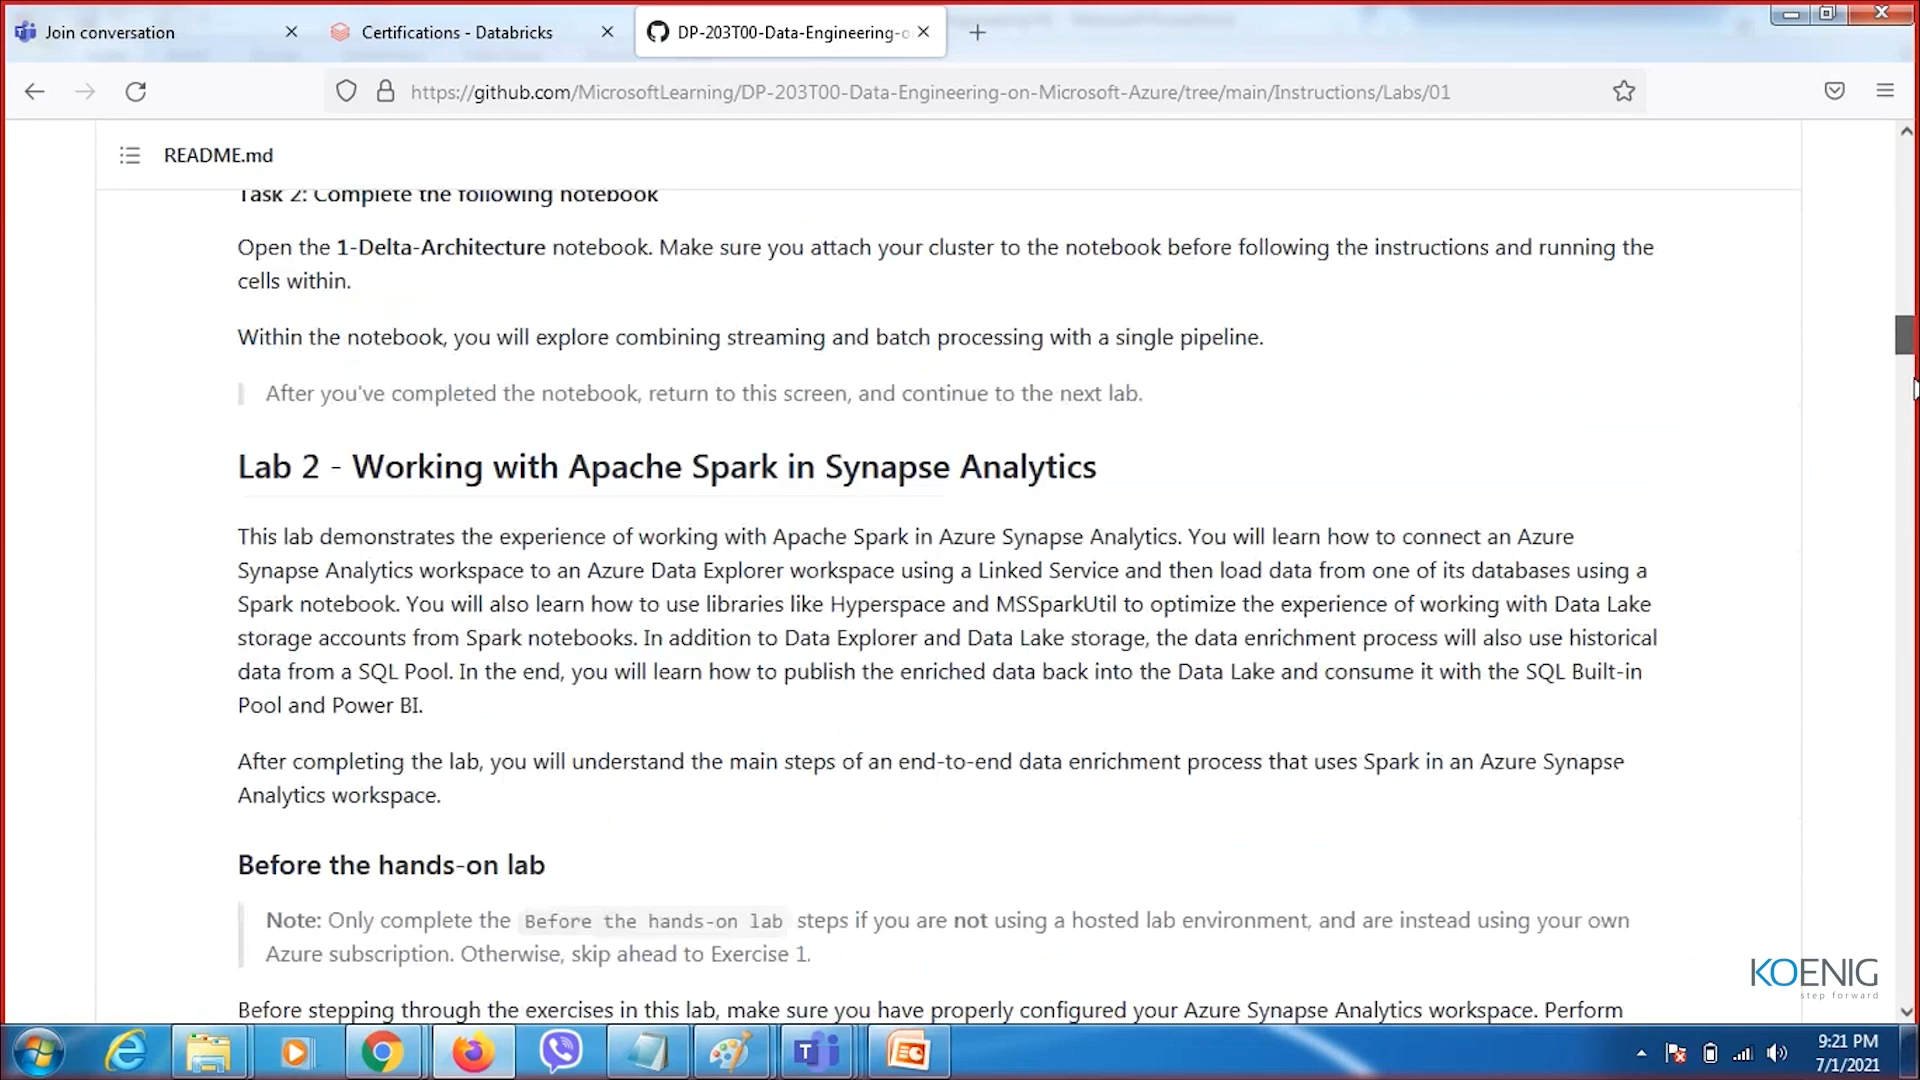 Join conversation
Certifications - Databricks
DP-203T00-Data-Engineering-o
https://github.com/MicrosoftLearning/DP-203T00-Data-Engineering-on-Microsoft-Azure/tree/main/Instructions/Labs/01
README.md
Task 2: Complete the following notebook
Open the 1-Delta-Architecture notebook. Make sure you attach your cluster to the notebook before following the instructions and running the
cells within.
Within the notebook, you will explore combining streaming and batch processing with a single pipeline.
After you've completed the notebook, return to this screen, and continue to the next lab.
Lab 2 - Working with Apache Spark in Synapse Analytics
This lab demonstrates the experience of working with Apache Spark in Azure Synapse Analytics. You will learn how to connect an Azure
Synapse Analytics workspace to an Azure Data Explorer workspace using a Linked Service and then load data from one of its databases using a
Spark notebook. You will also learn how to use libraries like Hyperspace and MSSparkUtil to optimize the experience of working with Data Lake
storage accounts from Spark notebooks. In addition to Data Explorer and Data Lake storage, the data enrichment process will also use historical
data from a SQL Pool. In the end, you will learn how to publish the enriched data back into the Data Lake and consume it with the SQL Built-in
Pool and Power BI.
After completing the lab, you will understand the main steps of an end-to-end data enrichment process that uses Spark in an Azure Synapse
Analytics workspace.
Before the hands-on lab
Note: Only complete the Before the hands-on lab steps if you are not using a hosted lab environment, and are instead using your own
Azure subscription. Otherwise, skip ahead to Exercise 1.
KOENIG
step forward
Before stepping through the exercises in this lab, make sure you have properly configured your Azure Synapse Analytics workspace. Perform
9:21 PM
7/1/2021